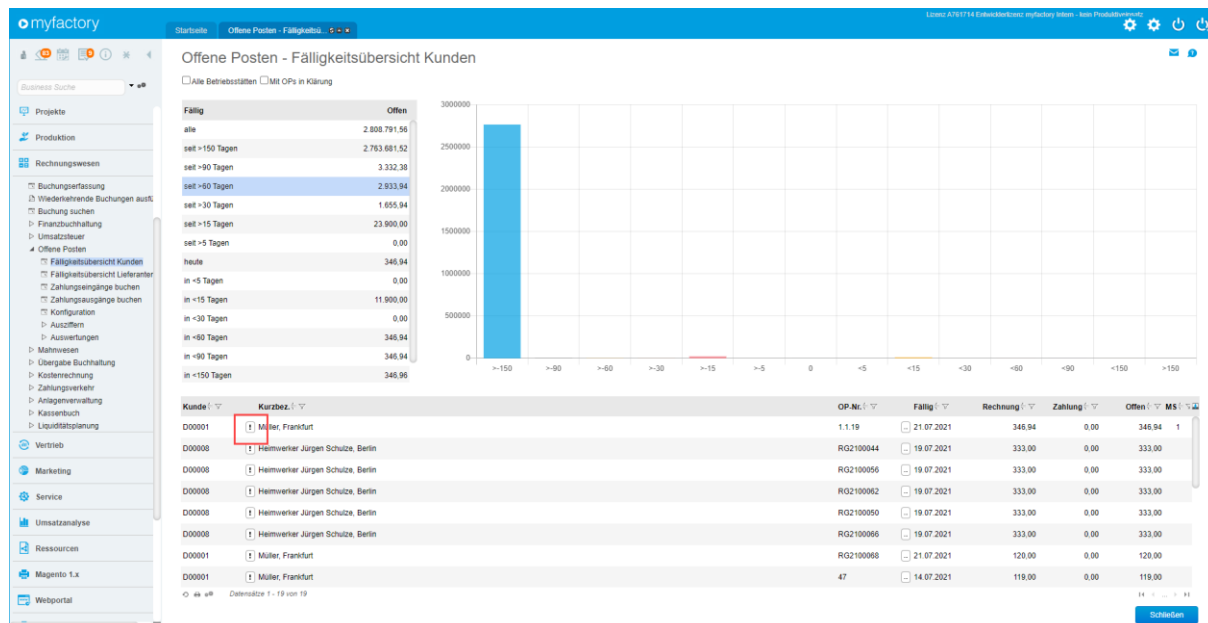 myfactory
Startseite
Offene Posten - Fälligkeitsü...
Lizenz A761714 Entwicklerlizenz myfactory Intern - kein Produktiveinsatz
Business Suche
Projekte
Produktion
Rechnungswesen
Buchungserfassung
Wiederkehrende Buchungen ausfü
Buchung suchen
Finanzbuchhaltung
Umsatzsteuer
Offene Posten
Fälligkeitsübersicht Kunden
Fälligkeitsübersicht Lieferanten
Zahlungseingänge buchen
Zahlungsausgänge buchen
Konfiguration
Ausziffern
Auswertungen
Mahnwesen
Übergabe Buchhaltung
Kostenrechnung
Zahlungsverkehr
Anlagenverwaltung
Kassenbuch
Liquiditätsplanung
Vertrieb
Marketing
Service
Umsatzanalyse
Ressourcen
Magento 1.x
Webportal
Offene Posten - Fälligkeitsübersicht Kunden
Alle Betriebsstätten Mit OPs in Klärung
Fällig Offen
alle 2.808.791,56
seit >150 Tagen 2.763.681,52
seit >90 Tagen 3.332,38
seit >60 Tagen 2.933,94
seit >30 Tagen 1.655,94
seit >15 Tagen 23.900,00
seit >5 Tagen 0,00
heute 346,94
in <5 Tagen 0,00
in <15 Tagen 11.900,00
in <30 Tagen 0,00
in <60 Tagen 346,94
in <90 Tagen 346,94
in <150 Tagen 346,96
3000000
2500000
2000000
1500000
1000000
500000
0
>-150 >-90 >-60 >-30 >-15 >-5 0 <5 <15 <30 <60 <90 <150 >150
Kunde Kurzbez. OP-Nr. Fällig Rechnung Zahlung Offen MS
D00001 ! Müller, Frankfurt 1.1.19 ... 21.07.2021 346,94 0,00 346,94 1
D00008 ! Heimwerker Jürgen Schulze, Berlin RG2100044 ... 19.07.2021 333,00 0,00 333,00
D00008 ! Heimwerker Jürgen Schulze, Berlin RG2100056 ... 19.07.2021 333,00 0,00 333,00
D00008 ! Heimwerker Jürgen Schulze, Berlin RG2100062 ... 19.07.2021 333,00 0,00 333,00
D00008 ! Heimwerker Jürgen Schulze, Berlin RG2100050 ... 19.07.2021 333,00 0,00 333,00
D00008 ! Heimwerker Jürgen Schulze, Berlin RG2100066 ... 19.07.2021 333,00 0,00 333,00
D00001 ! Müller, Frankfurt RG2100068 ... 21.07.2021 120,00 0,00 120,00
D00001 ! Müller, Frankfurt 47 ... 14.07.2021 119,00 0,00 119,00
Datensätze 1 - 19 von 19
Schließen